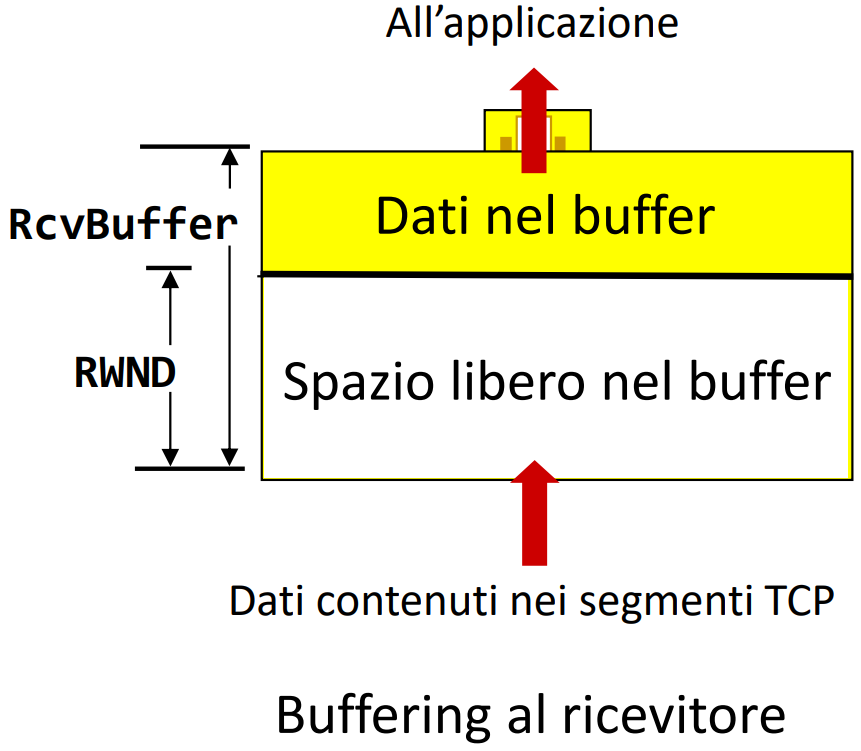 All’applicazione
RcvBuffer
Dati nel buffer
RWND
Spazio libero nel buffer
Dati contenuti nei segmenti TCP
Buffering al ricevitore